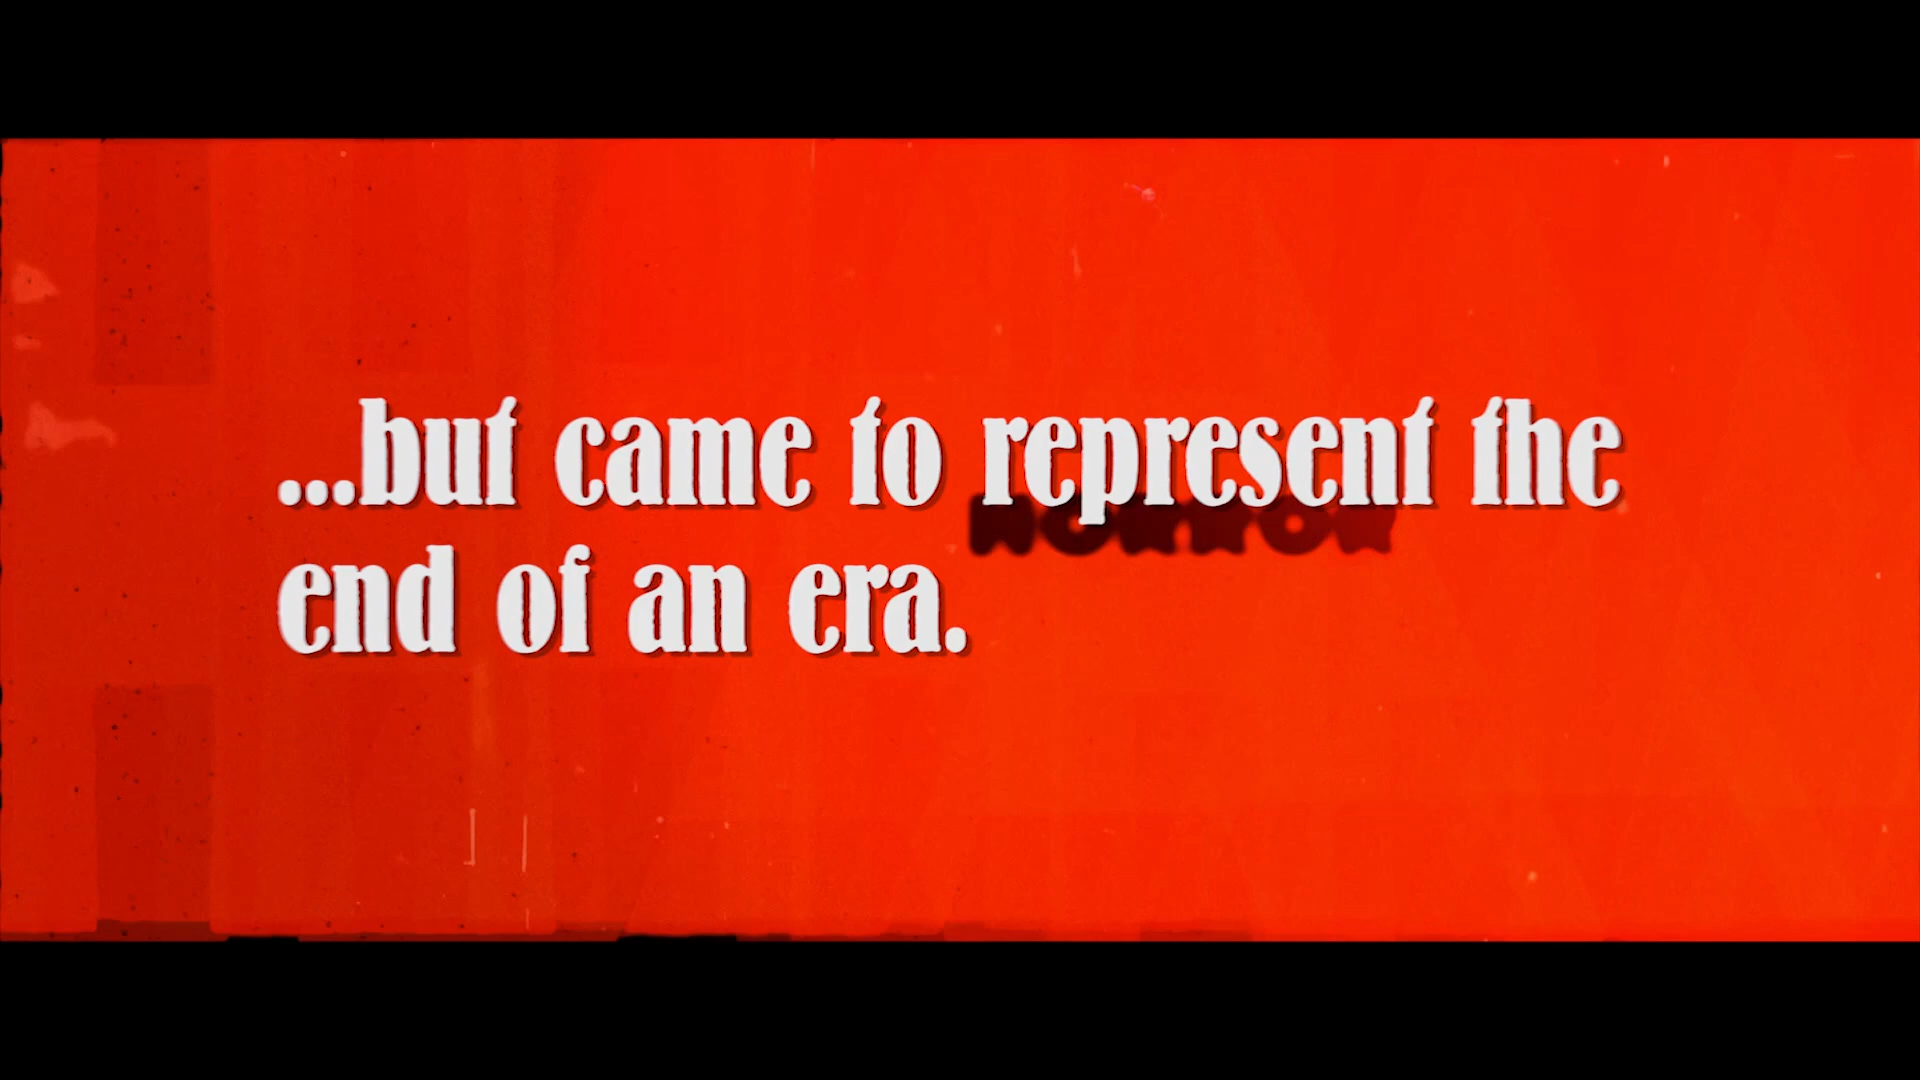 ...but came to represent the
end of an era.